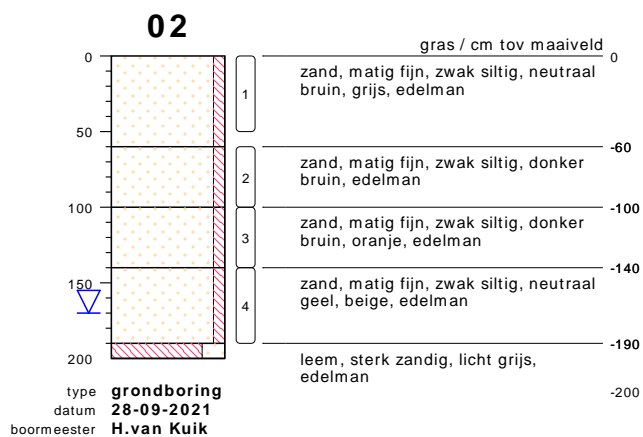 02
gras / cm tov maaiveld
0
0
zand, matig fijn, zwak siltig, neutraal
bruin, grijs, edelman
1
50
-60
zand, matig fijn, zwak siltig, donker
bruin, edelman
2
100
-100
zand, matig fijn, zwak siltig, donker
bruin, oranje, edelman
3
-140
zand, matig fijn, zwak siltig, neutraal
geel, beige, edelman
150
4
-190
200
leem, sterk zandig, licht grijs,
edelman
-200
type grondboring
datum 28-09-2021
boormeester H.van Kuik